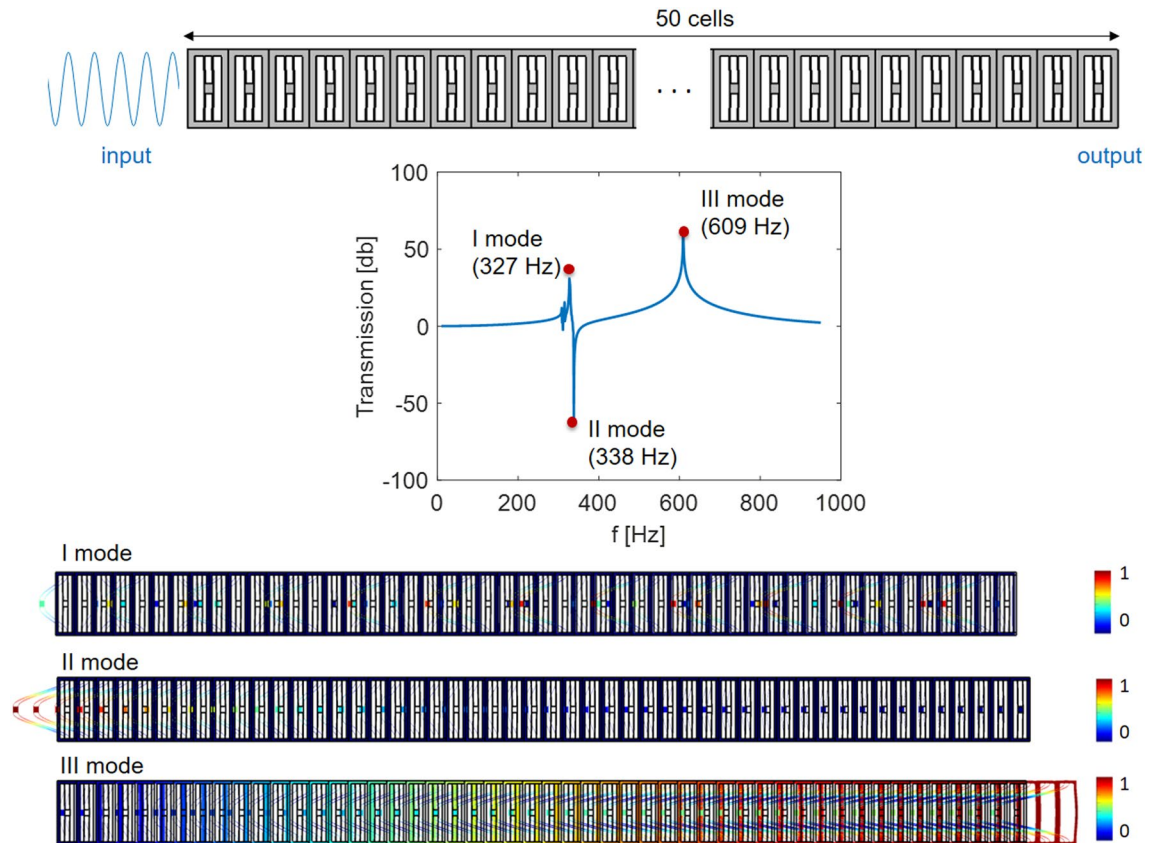 50 cells
. . .
input
output
100
50
0
-50
-100
Transmission [db]
I mode
(327 Hz)
III mode
(609 Hz)
II mode
(338 Hz)
0
200
400
600
800
1000
f [Hz]
I mode
1
0
II mode
1
0
III mode
1
0